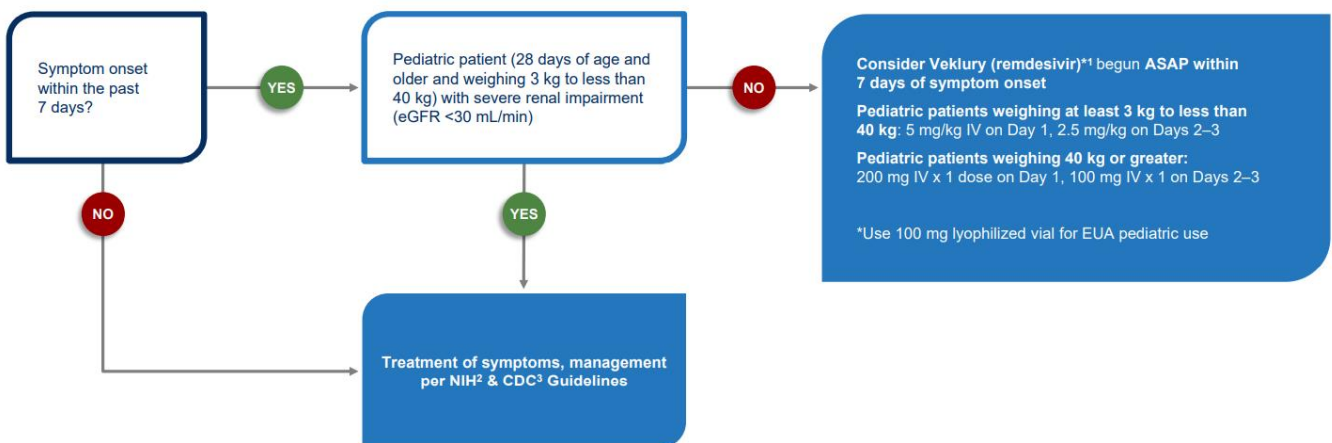 Symptom onset
within the past
7 days?
YES
Pediatric patient (28 days of age and
older and weighing 3 kg to less than
40 kg) with severe renal impairment
(eGFR <30 mL/min)
NO
Consider Veklury (remdesivir)*¹ begun ASAP within
7 days of symptom onset
Pediatric patients weighing at least 3 kg to less than
40 kg: 5 mg/kg IV on Day 1, 2.5 mg/kg on Days 2–3
Pediatric patients weighing 40 kg or greater:
200 mg IV x 1 dose on Day 1, 100 mg IV x 1 on Days 2–3
*Use 100 mg lyophilized vial for EUA pediatric use
NO
YES
Treatment of symptoms, management
per NIH² & CDC³ Guidelines